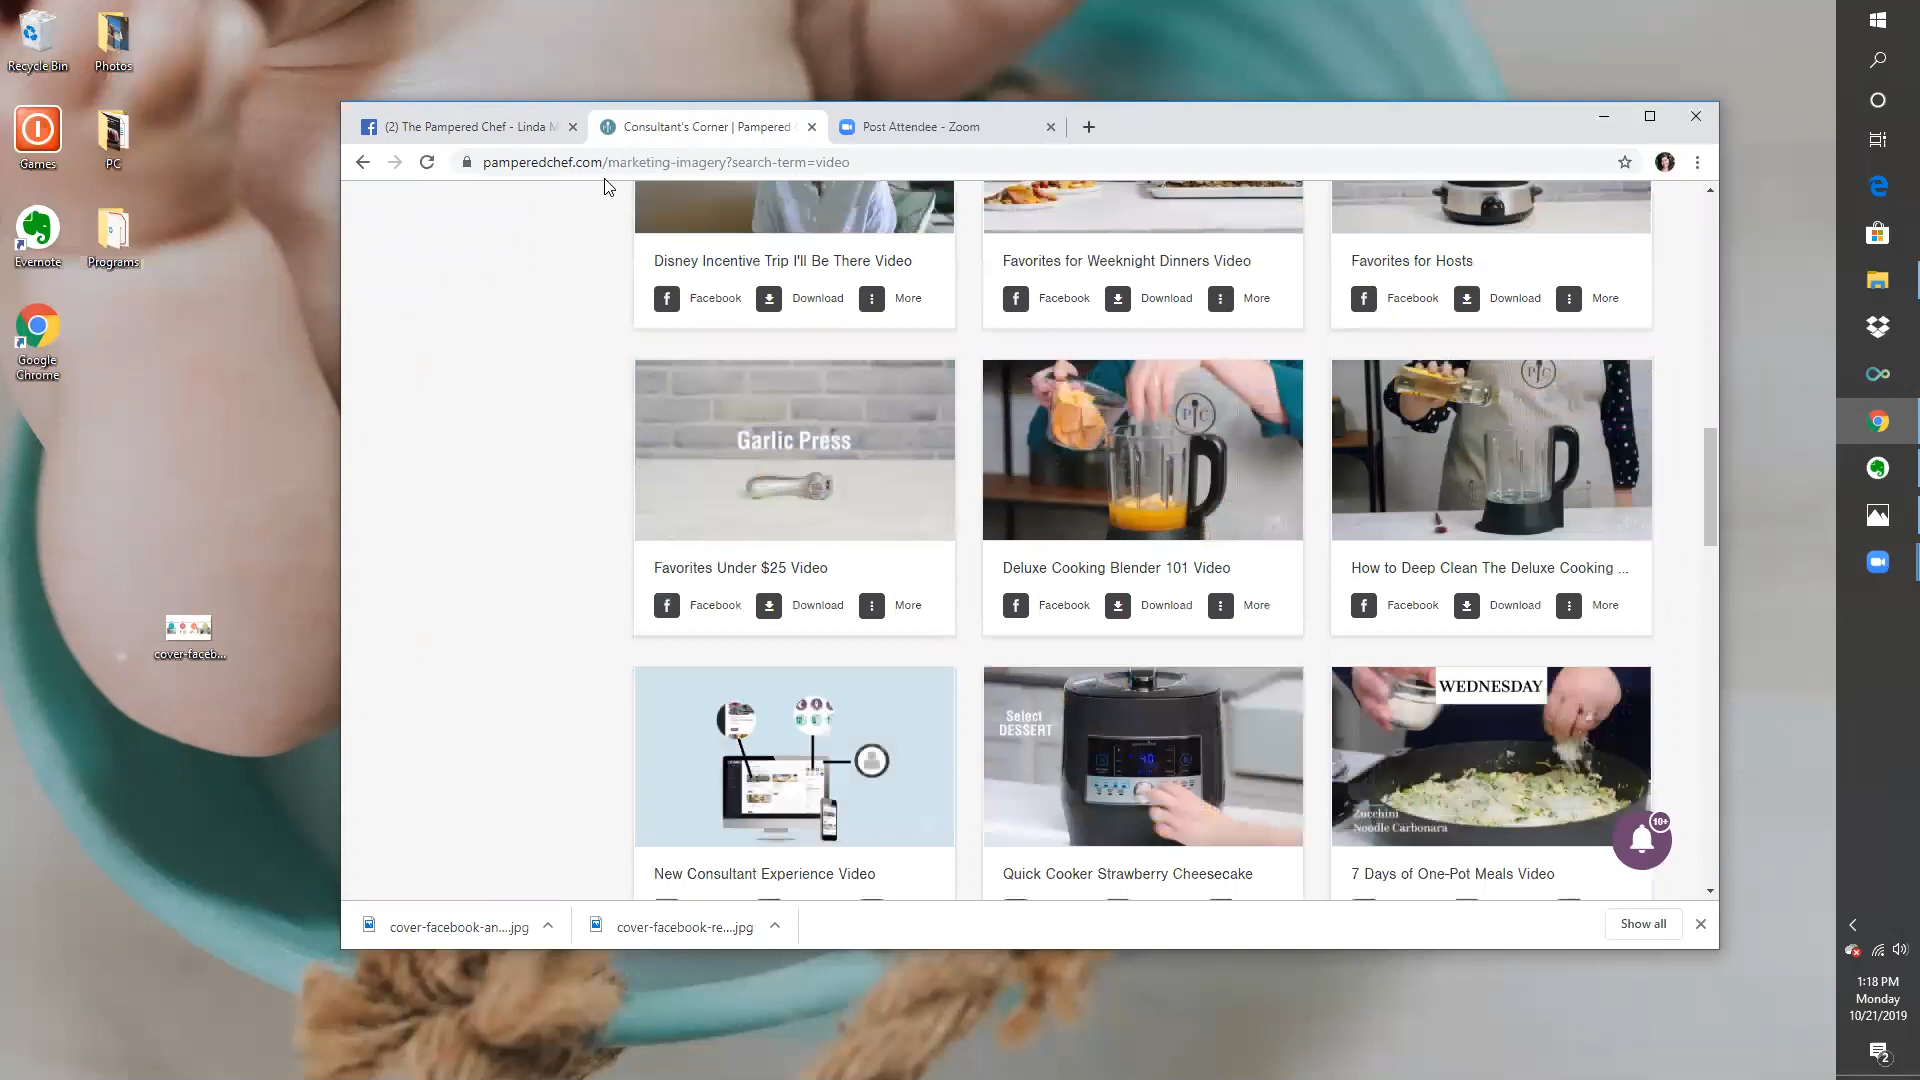 Recycle Bin
Photos
Games
PC
Evernote
Programs
Google
Chrome
cover-faceb...
(2) The Pampered Chef - Linda M
Consultant's Corner | Pampered C
Post Attendee - Zoom
pamperedchef.com/marketing-imagery?search-term=video
Disney Incentive Trip I'll Be There Video
Favorites for Weeknight Dinners Video
Favorites for Hosts
Facebook Download More
Facebook Download More
Facebook Download More
Garlic Press
PC
PC
Favorites Under $25 Video
Deluxe Cooking Blender 101 Video
How to Deep Clean The Deluxe Cooking ...
Facebook Download More
Facebook Download More
Facebook Download More
Select
DESSERT
WEDNESDAY
Zucchini
Noodle Carbonara
10+
New Consultant Experience Video
Quick Cooker Strawberry Cheesecake
7 Days of One-Pot Meals Video
cover-facebook-an....jpg
cover-facebook-re....jpg
Show all
1:18 PM
Monday
10/21/2019
2